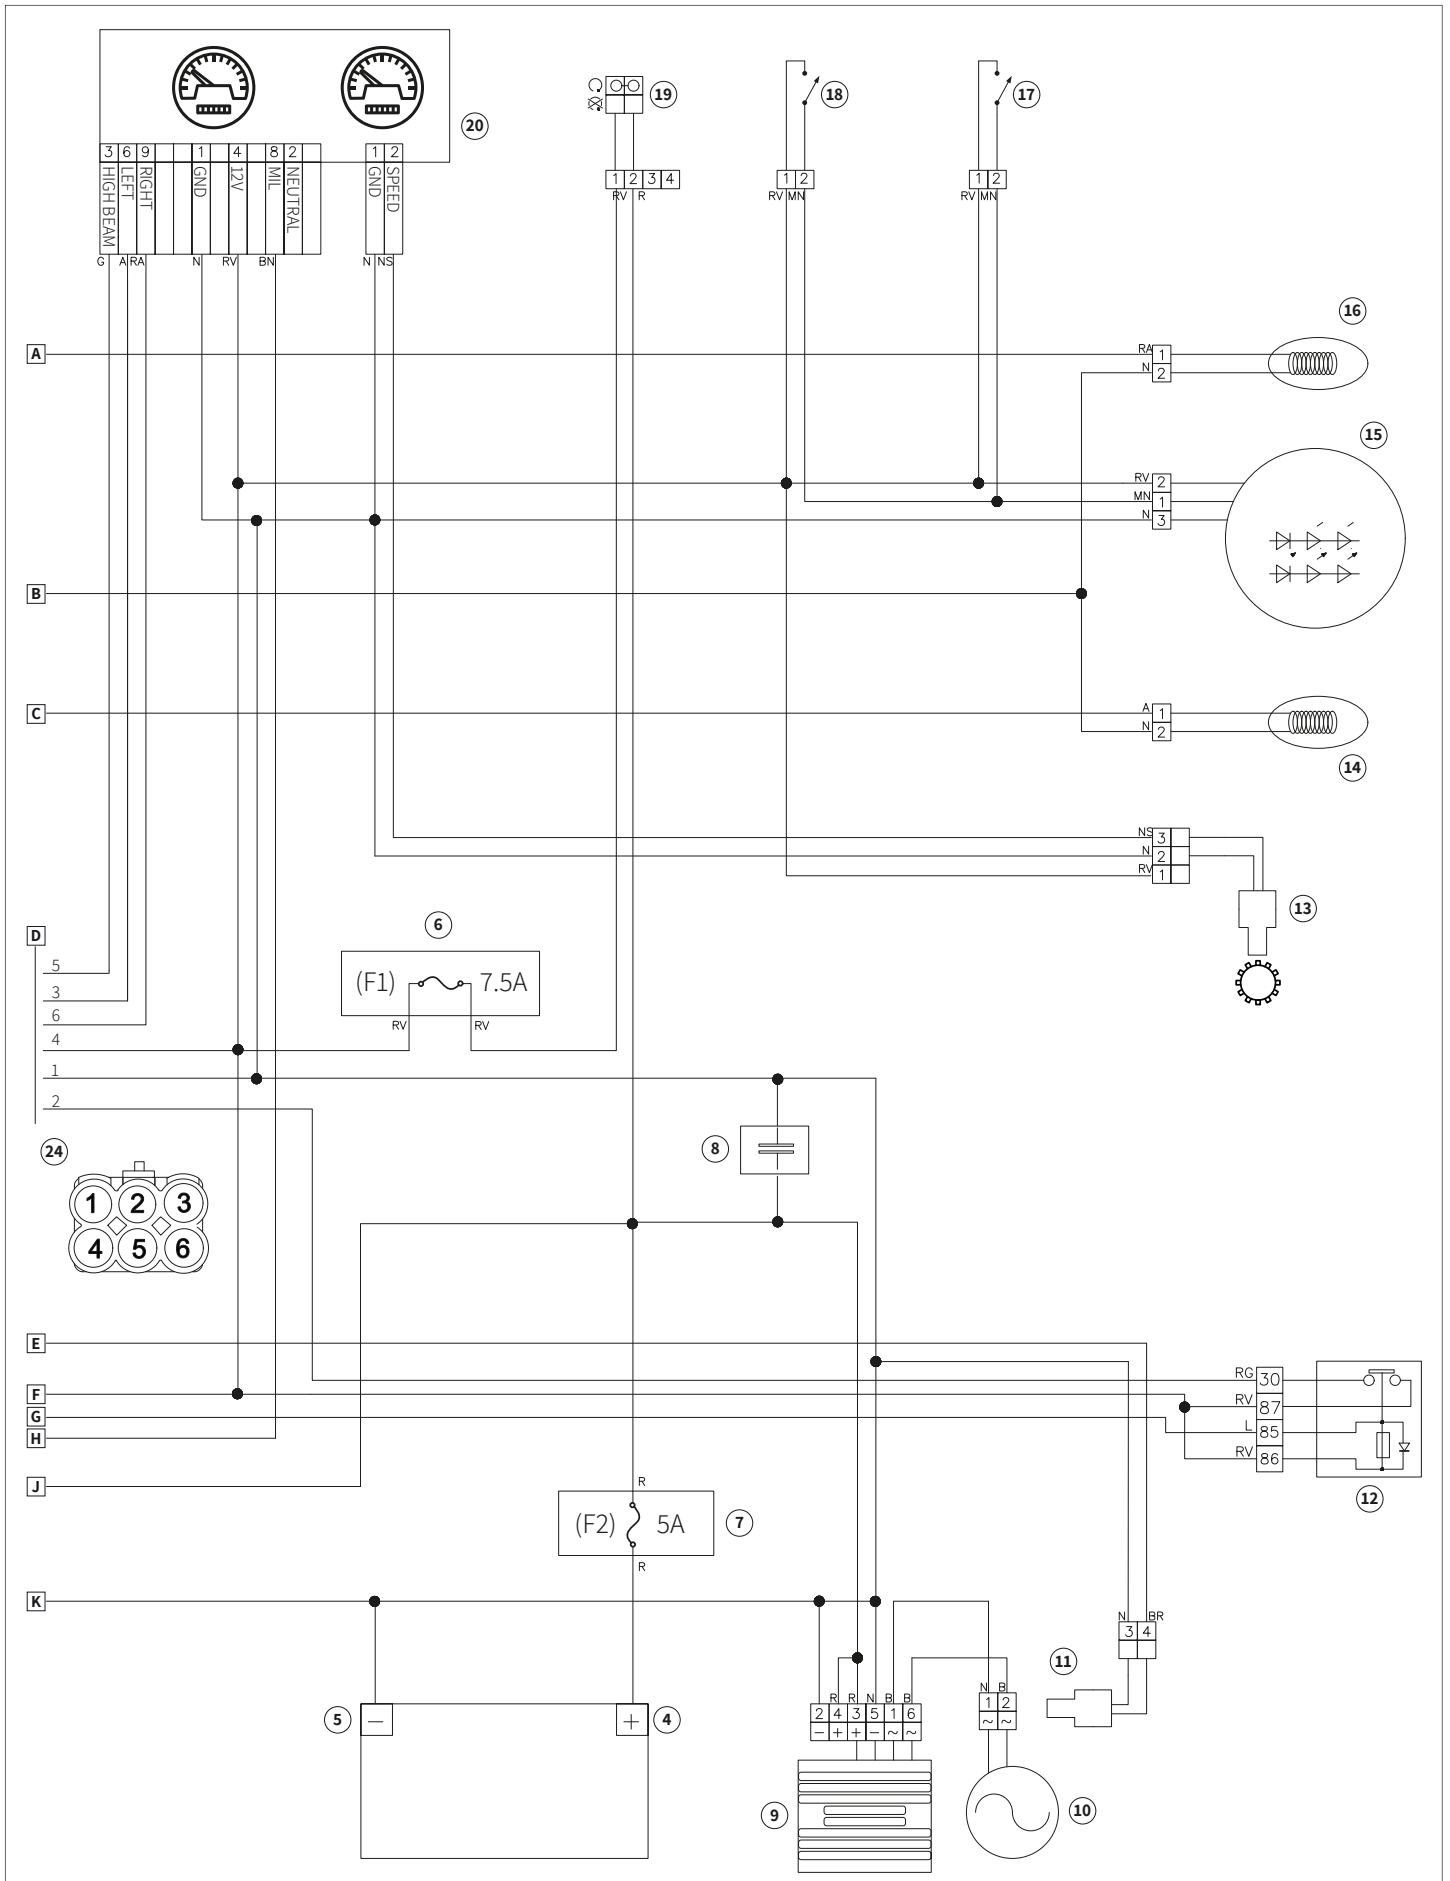 20
19
18
17
3 6 9 1 4 8 2
1 2
HIGH BEAM
LEFT
RIGHT
GND
12V
MIL
NEUTRAL
GND
SPEED
G A RA N RV BN N NS
1 2 3 4
RV R
1 2
RV MN
1 2
RV MN
16
A
RA 1
N 2
15
RV 2
MN 1
N 3
B
C
A 1
N 2
14
NS 3
N 2
RV 1
13
6
(F1) 7.5A
RV RV
D
5
3
6
4
1
2
24
1 2 3
4 5 6
8
E
F
G
H
J
RG 30
RV 87
L 85
RV 86
12
R
(F2) 5A
7
R
K
N BR
3 4
11
5 −
+ 4
R R N B B
2 4 3 5 1 6
− + + − ~ ~
N B
1 2
~ ~
9
10